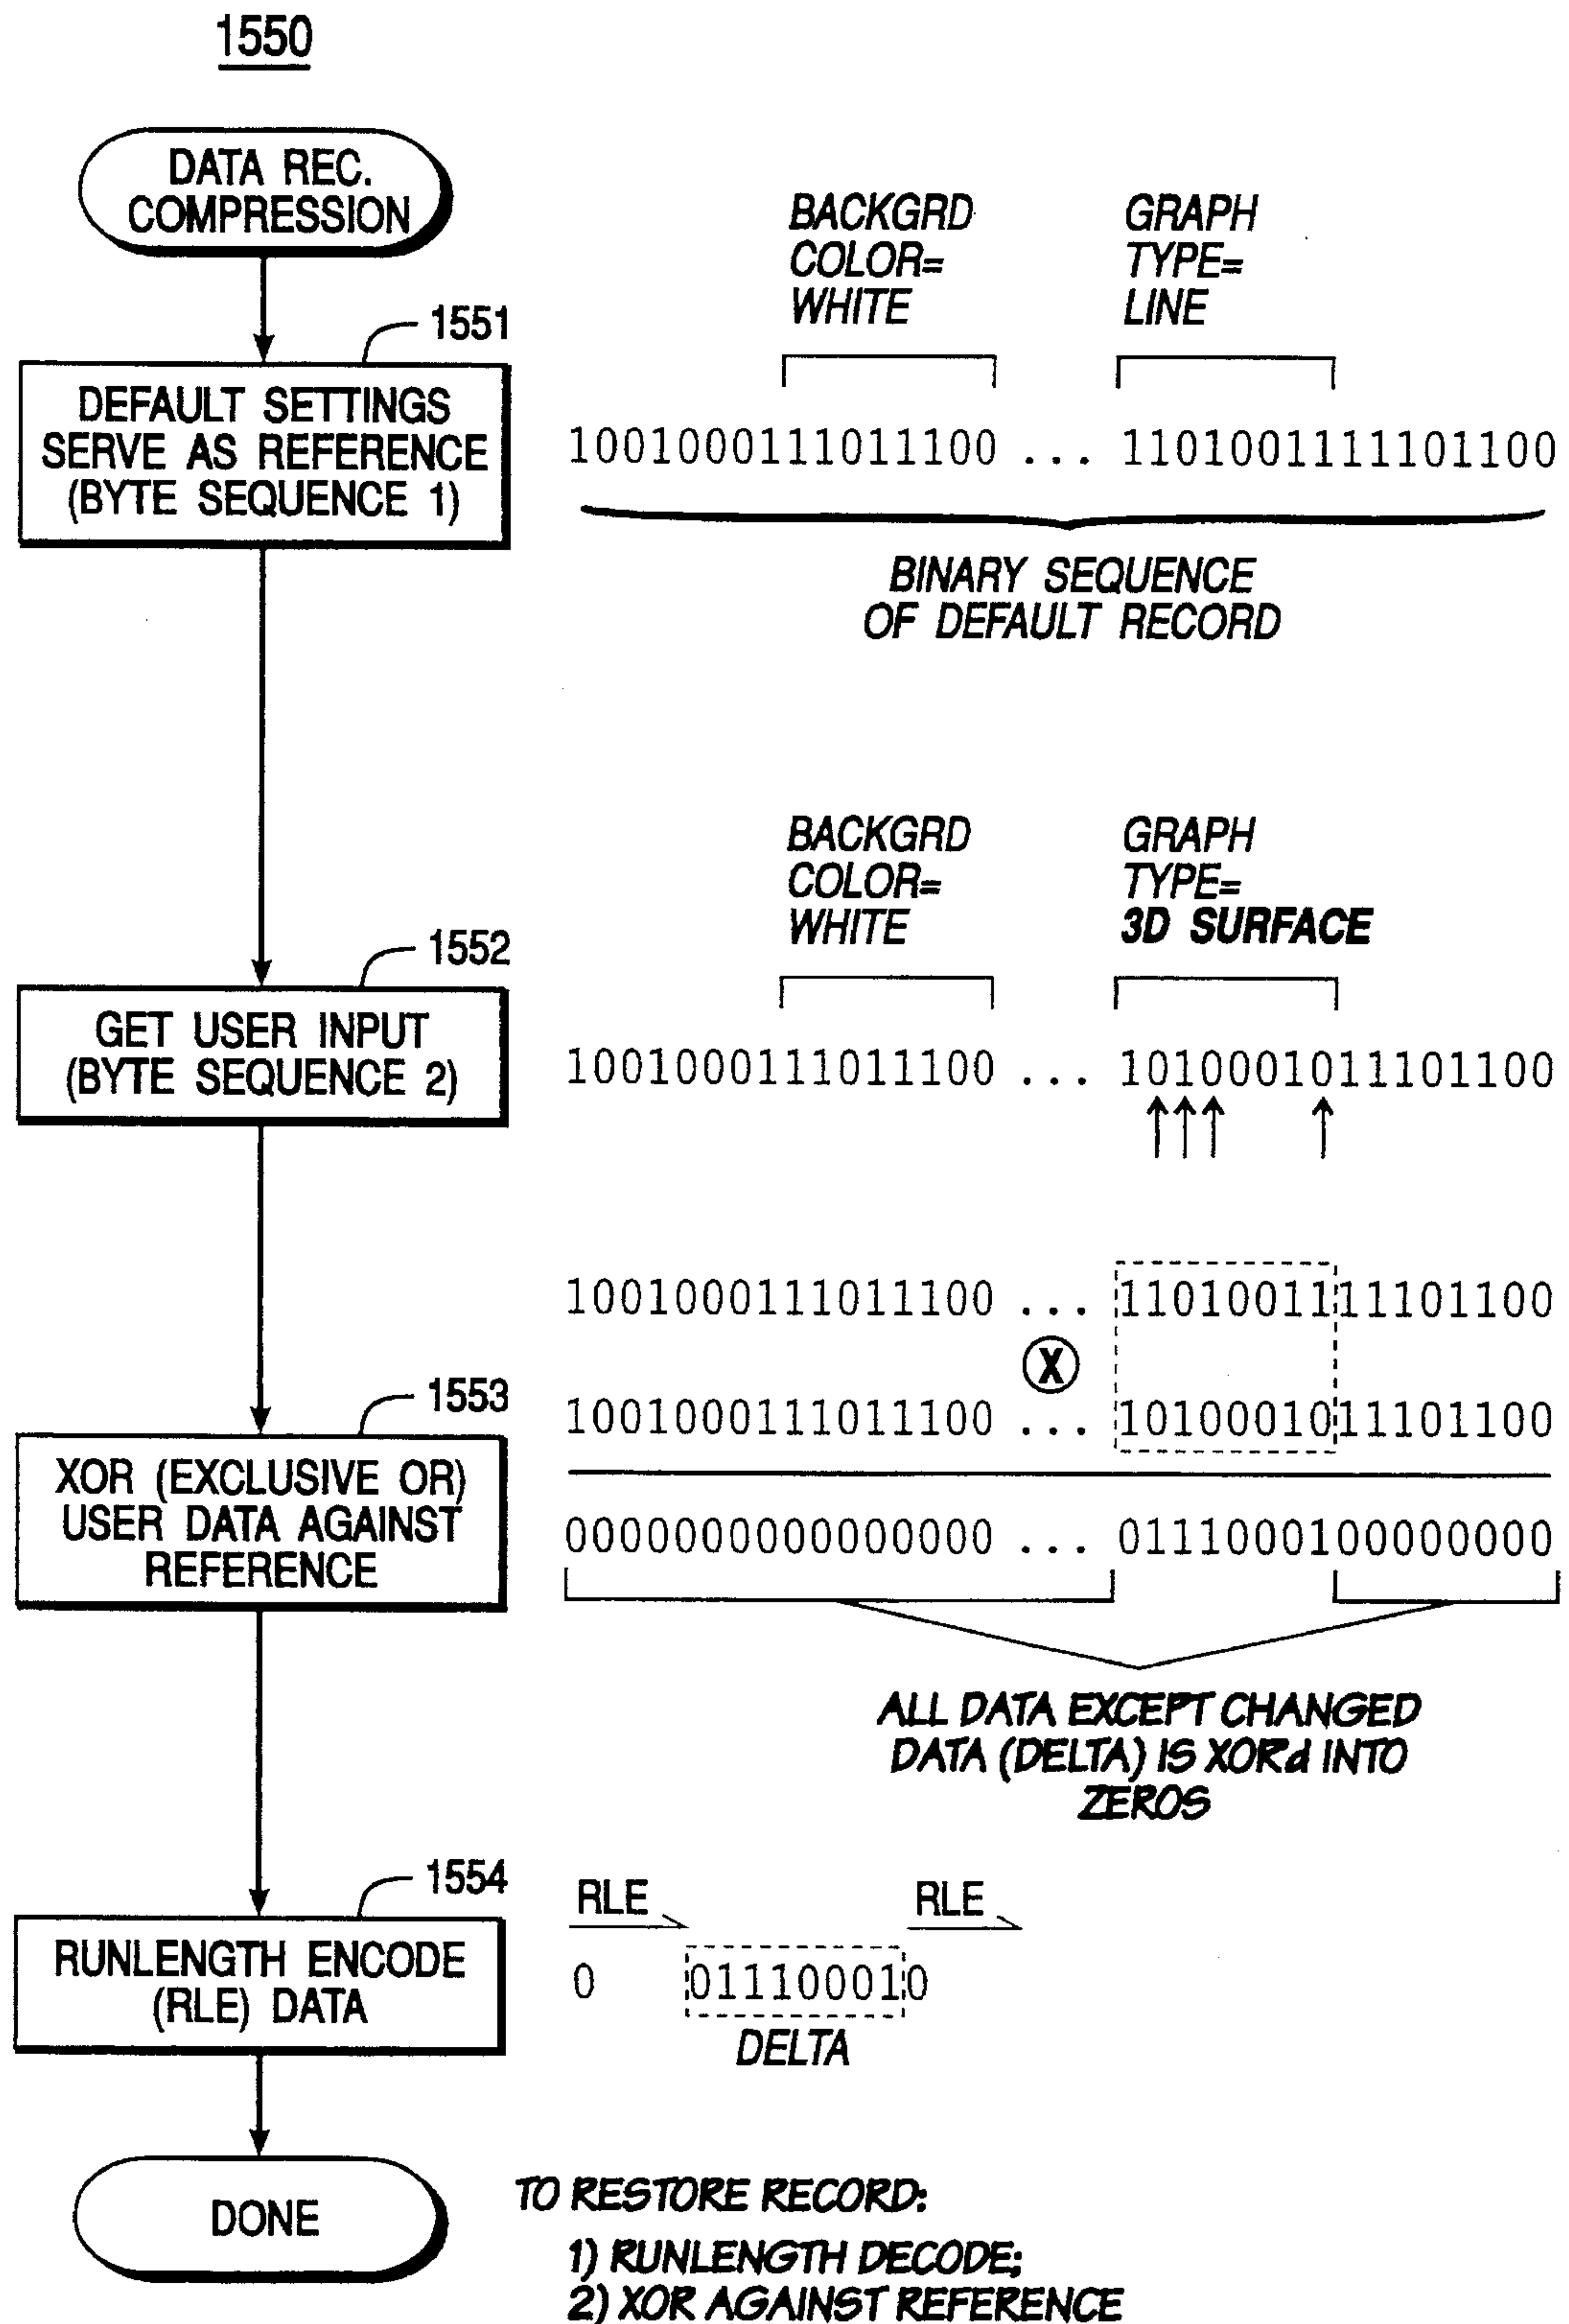 1550
DATA REC.
COMPRESSION
1551
DEFAULT SETTINGS
SERVE AS REFERENCE
(BYTE SEQUENCE 1)
BACKGRD
COLOR=
WHITE
GRAPH
TYPE=
LINE
1001000111011100 ... 1101001111101100
BINARY SEQUENCE
OF DEFAULT RECORD
1552
GET USER INPUT
(BYTE SEQUENCE 2)
BACKGRD
COLOR=
WHITE
GRAPH
TYPE=
3D SURFACE
1001000111011100 ... 1010001011101100
1001000111011100 ... 1101001111101100
X
1001000111011100 ... 1010001011101100
1553
XOR (EXCLUSIVE OR)
USER DATA AGAINST
REFERENCE
0000000000000000 ... 0111000100000000
ALL DATA EXCEPT CHANGED
DATA (DELTA) IS XORd INTO
ZEROS
1554
RUNLENGTH ENCODE
(RLE) DATA
RLE RLE
0 011100010
DELTA
DONE
TO RESTORE RECORD:
1) RUNLENGTH DECODE;
2) XOR AGAINST REFERENCE